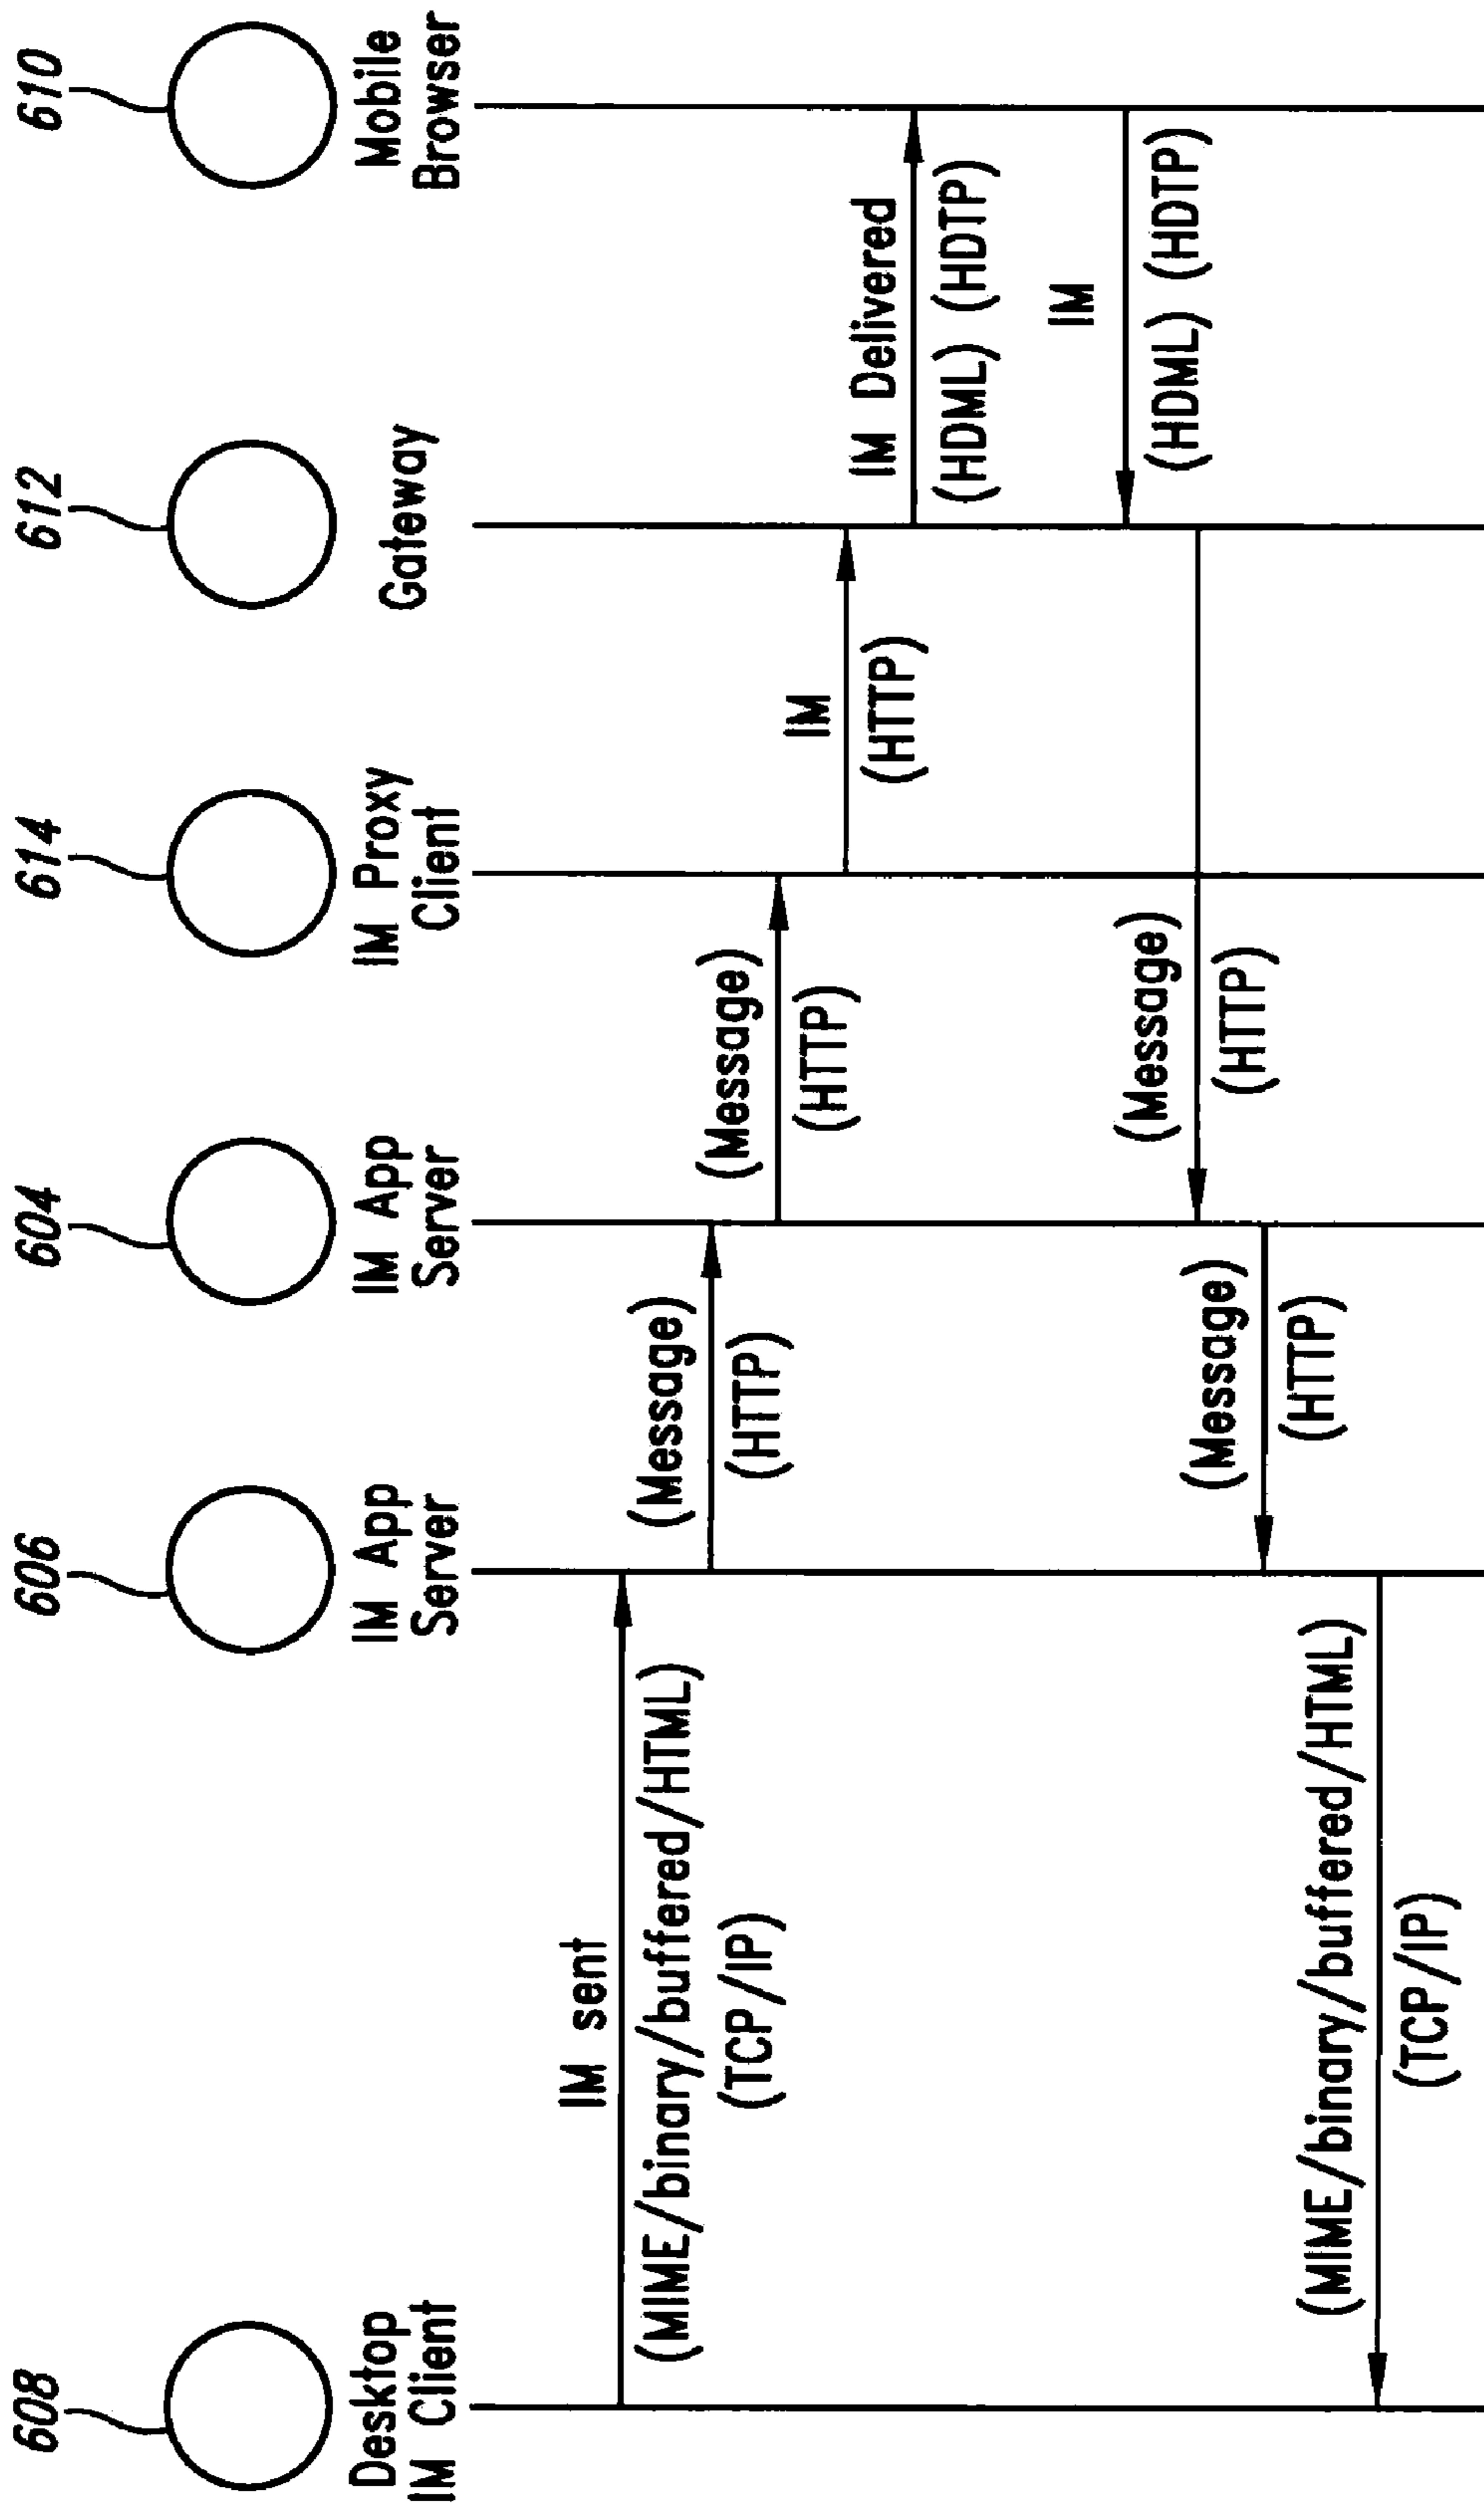 608
606
604
614
612
610
Desktop
IM Client
IM App
Server
IM App
Server
IM Proxy
Client
Gateway
Mobile
Browser
IM sent
(MIME/binary/buffered/HTML)
(TCP/IP)
(Message)
(HTTP)
(Message)
(HTTP)
IM
(HTTP)
IM Delivered
(HDML) (HDTP)
IM
(HDML) (HDTP)
(Message)
(HTTP)
(Message)
(HTTP)
(MIME/binary/buffered/HTML)
(TCP/IP)